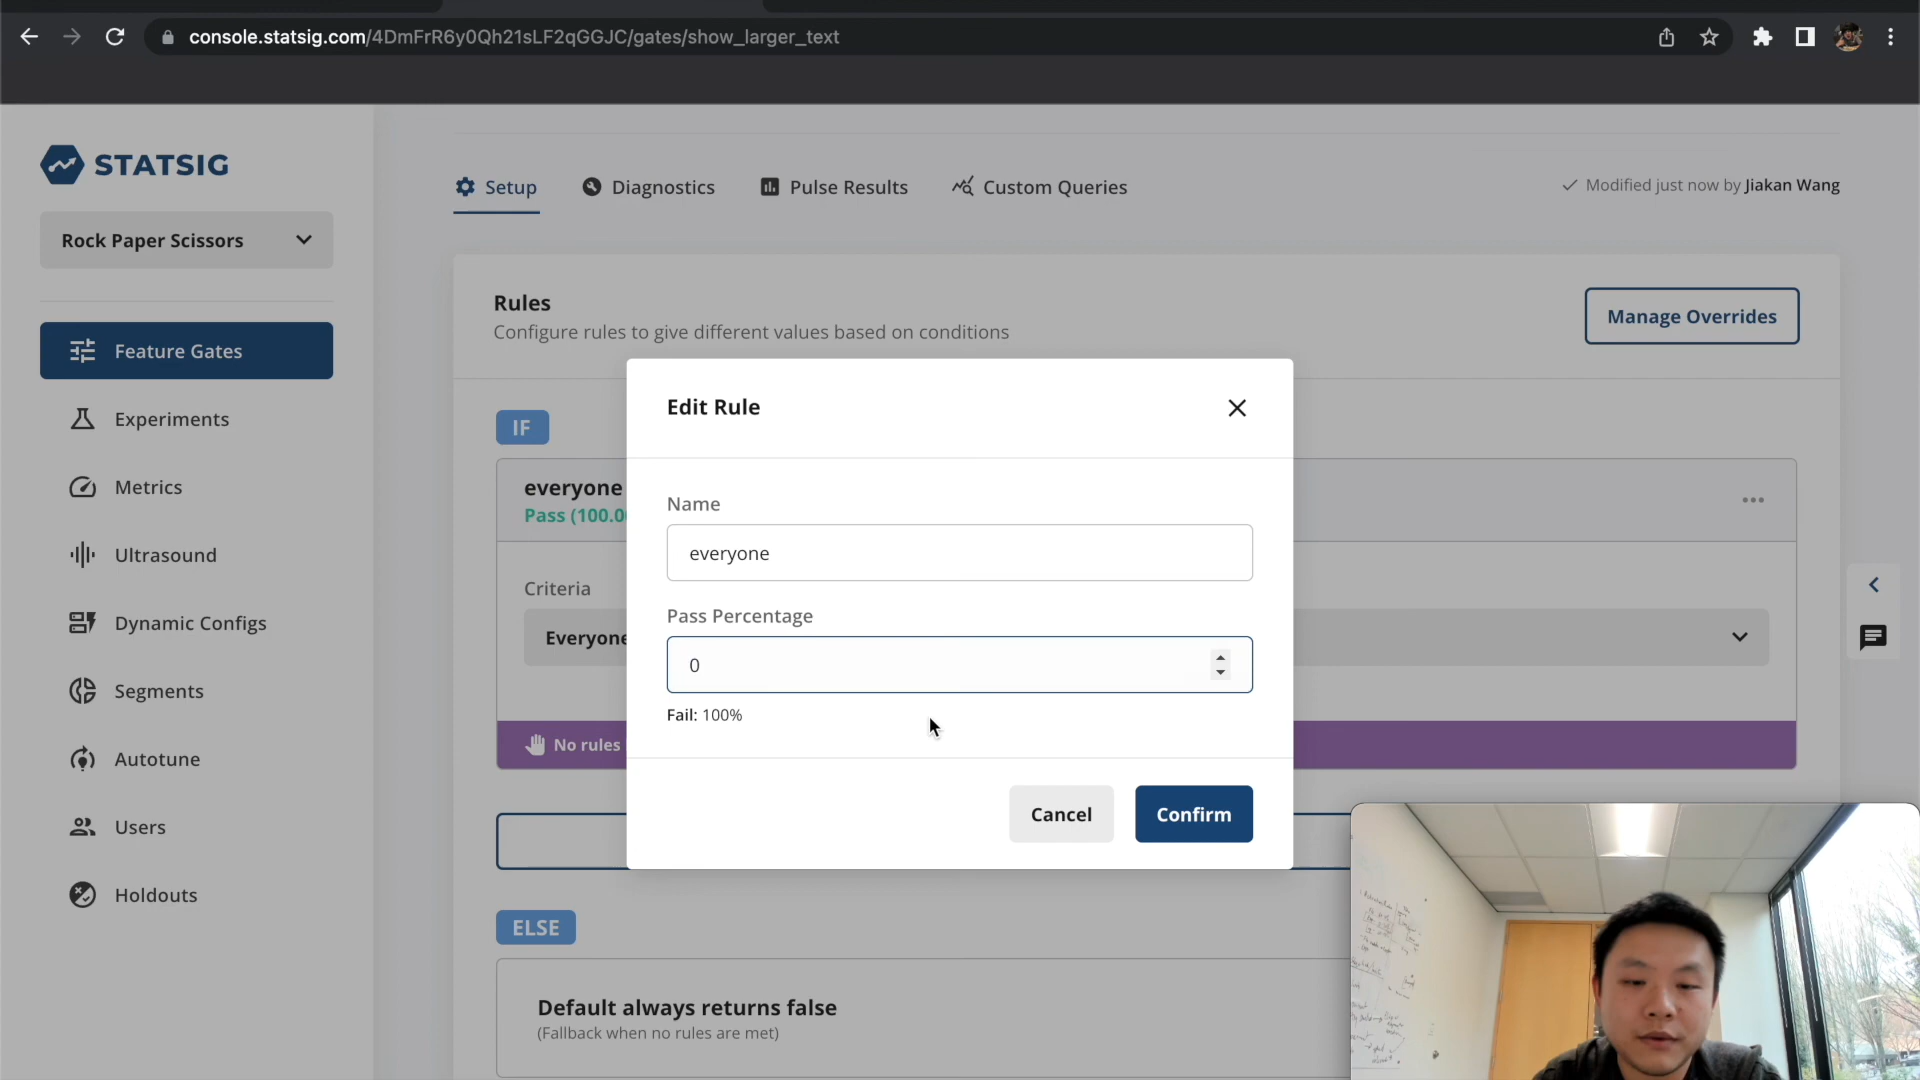 console.statsig.com/4DmFrR6y0Qh21sLF2qGGJC/gates/show_larger_text
STATSIG
Rock Paper Scissors
Feature Gates
Experiments
Metrics
Ultrasound
Dynamic Configs
Segments
Autotune
Users
Holdouts
Setup
Diagnostics
Pulse Results
Custom Queries
Modified just now by Jiakan Wang
Rules
Configure rules to give different values based on conditions
Manage Overrides
IF
everyone
Pass (100.0
Criteria
Everyone
No rules
Edit Rule
Name
everyone
Pass Percentage
0
Fail: 100%
Cancel
Confirm
ELSE
Default always returns false
(Fallback when no rules are met)